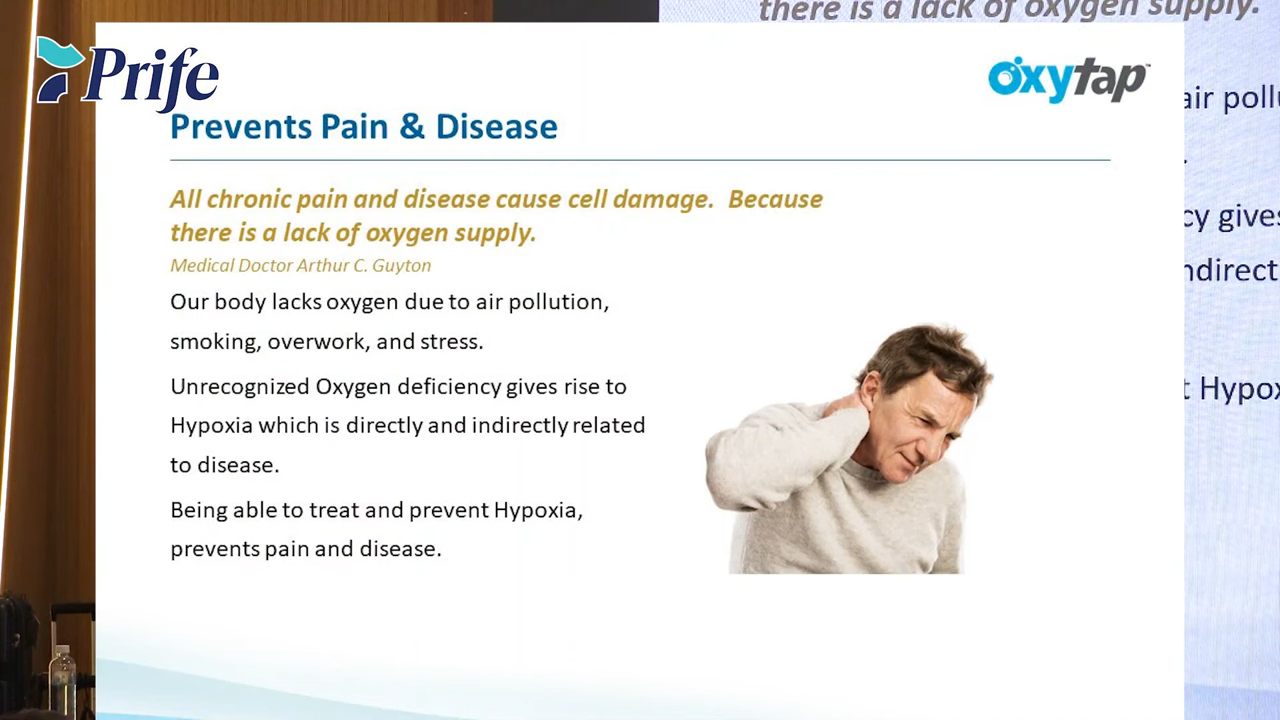 there is a lack of oxygen supply.
Prife
oxytap™
Prevents Pain & Disease
All chronic pain and disease cause cell damage. Because
there is a lack of oxygen supply.
Medical Doctor Arthur C. Guyton
Our body lacks oxygen due to air pollution,
smoking, overwork, and stress.
Unrecognized Oxygen deficiency gives rise to
Hypoxia which is directly and indirectly related
to disease.
Being able to treat and prevent Hypoxia,
prevents pain and disease.
air pollu
cy gives
ndirect
t Hypox